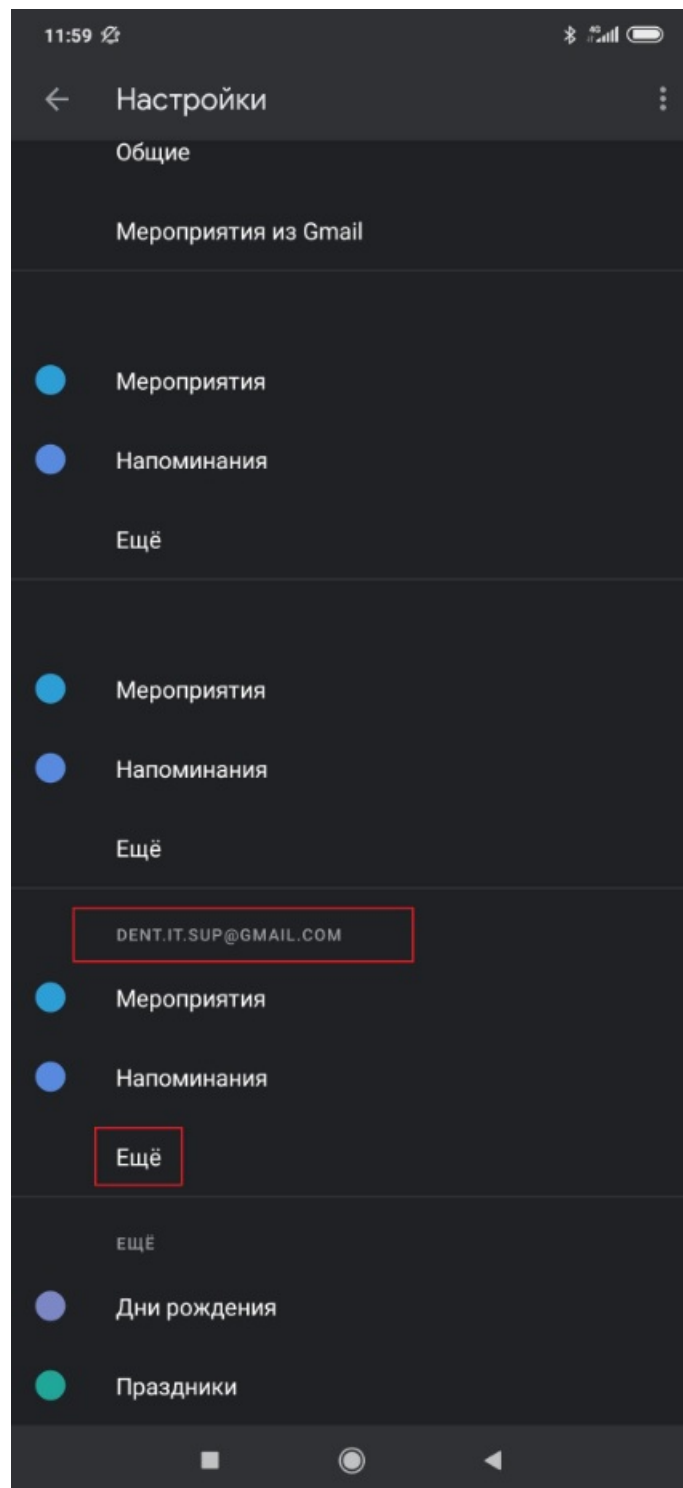 11:59
4G
Настройки
Общие
Мероприятия из Gmail
Мероприятия
Напоминания
Ещё
Мероприятия
Напоминания
Ещё
DENT.IT.SUP@GMAIL.COM
Мероприятия
Напоминания
Ещё
ЕЩЁ
Дни рождения
Праздники